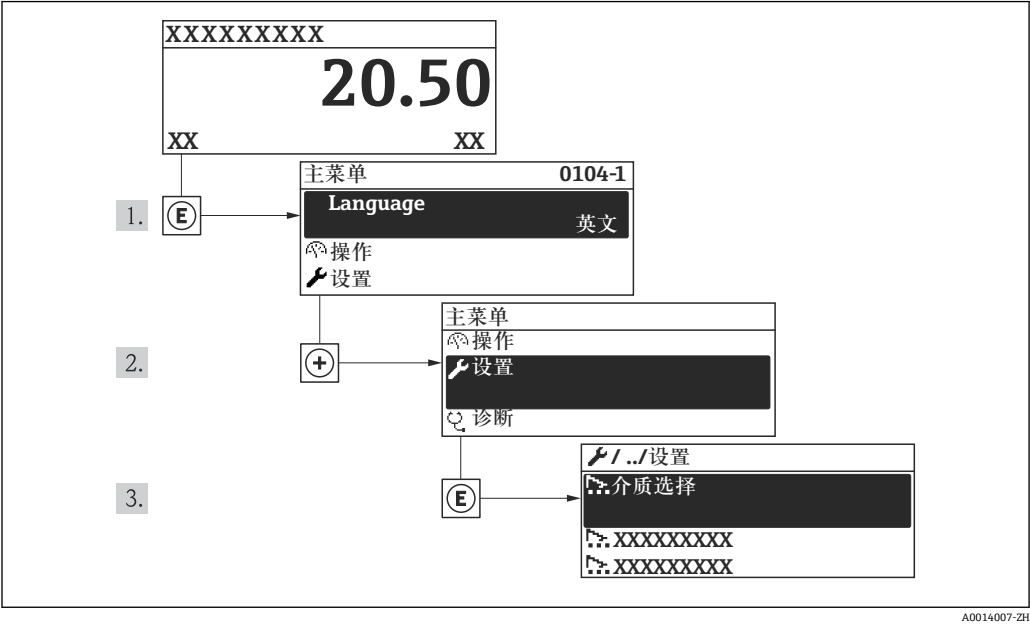 XXXXXXXXX
20.50
XX XX
主菜单 0104-1
Language
1. E 英文
操作
设置
主菜单
操作
2. + 设置
诊断
/ ../设置
3. E 介质选择
XXXXXXXXX
XXXXXXXXX
A0014007-ZH